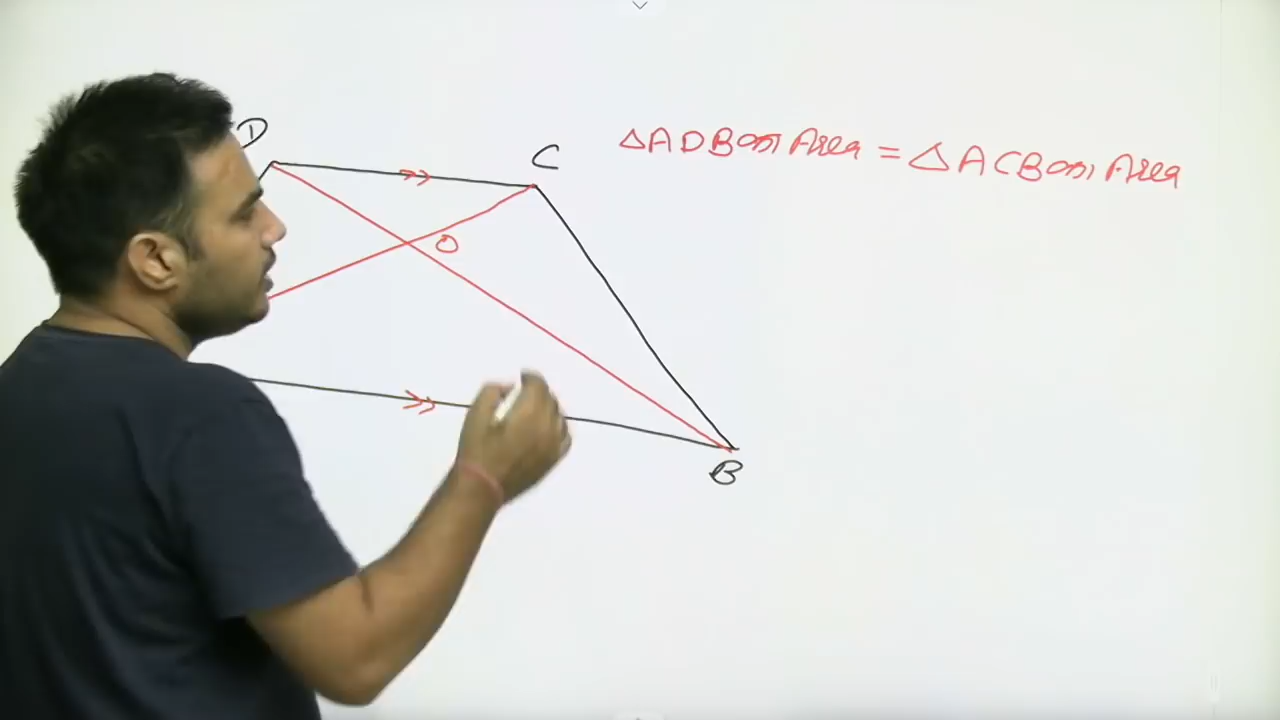 D
C
△ADB का Area = △ACB का Area
O
B